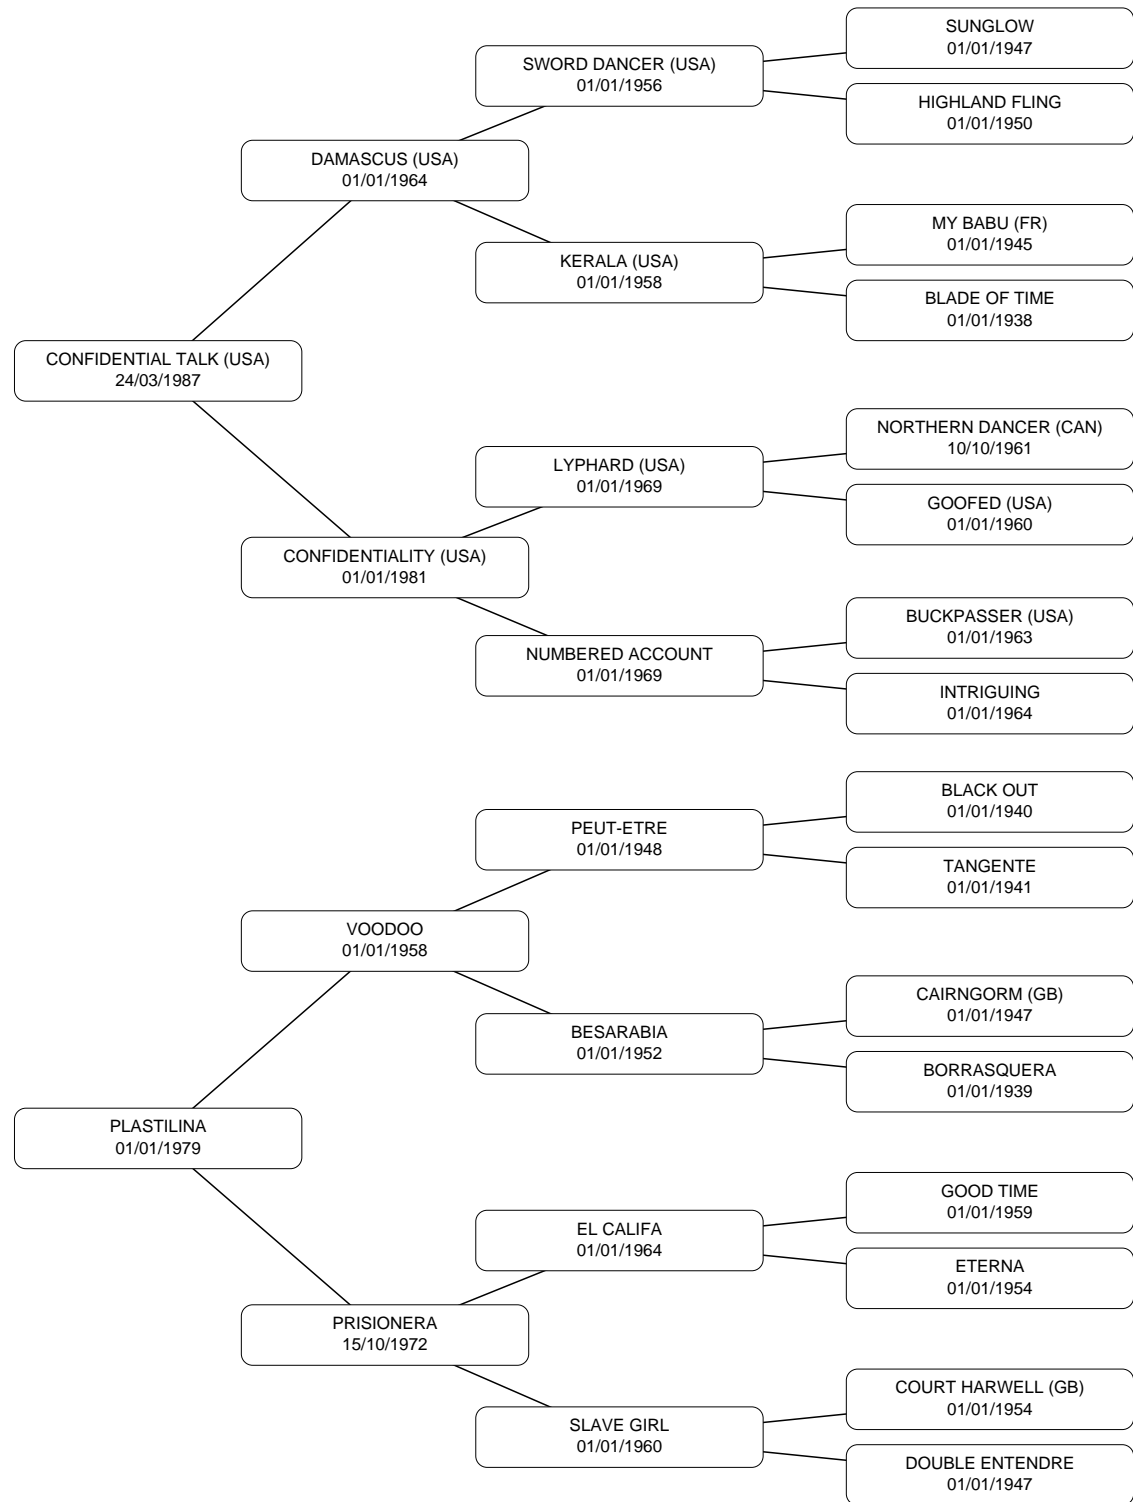 SUNGLOW
01/01/1947
SWORD DANCER (USA)
01/01/1956
HIGHLAND FLING
01/01/1950
DAMASCUS (USA)
01/01/1964
MY BABU (FR)
01/01/1945
KERALA (USA)
01/01/1958
BLADE OF TIME
01/01/1938
CONFIDENTIAL TALK (USA)
24/03/1987
NORTHERN DANCER (CAN)
10/10/1961
LYPHARD (USA)
01/01/1969
GOOFED (USA)
01/01/1960
CONFIDENTIALITY (USA)
01/01/1981
BUCKPASSER (USA)
01/01/1963
NUMBERED ACCOUNT
01/01/1969
INTRIGUING
01/01/1964
BLACK OUT
01/01/1940
PEUT-ETRE
01/01/1948
TANGENTE
01/01/1941
VOODOO
01/01/1958
CAIRNGORM (GB)
01/01/1947
BESARABIA
01/01/1952
BORRASQUERA
01/01/1939
PLASTILINA
01/01/1979
GOOD TIME
01/01/1959
EL CALIFA
01/01/1964
ETERNA
01/01/1954
PRISIONERA
15/10/1972
COURT HARWELL (GB)
01/01/1954
SLAVE GIRL
01/01/1960
DOUBLE ENTENDRE
01/01/1947